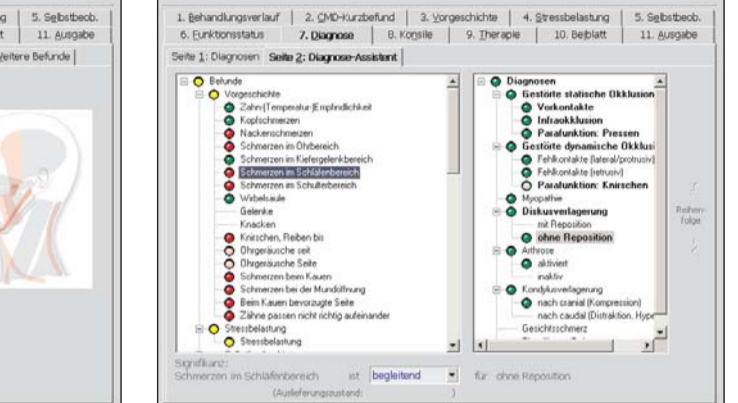 5. Selbstbeob.
11. Ausgabe
Weitere Befunde
1. Behandlungsverlauf
2. CMD-Kurzbefund
3. Vorgeschichte
4. Stressbelastung
5. Selbstbeob.
6. Funktionsstatus
7. Diagnose
8. Konsile
9. Therapie
10. Beiblatt
11. Ausgabe
Seite 1: Diagnosen
Seite 2: Diagnose-Assistent
Befunde
Vorgeschichte
Zahn-(Temperatur-)Empfindlichkeit
Kopfschmerzen
Nackenschmerzen
Schmerzen im Ohrbereich
Schmerzen im Kiefergelenkbereich
Schmerzen im Schläfenbereich
Schmerzen im Schulterbereich
Wirbelsäule
Gelenke
Knacken
Knirschen, Reiben bis
Ohrgeräusche seit
Ohrgeräusche Seite
Schmerzen beim Kauen
Schmerzen bei der Mundöffnung
Beim Kauen bevorzugte Seite
Zähne passen nicht richtig aufeinander
Stressbelastung
Stressbelastung
Diagnosen
Gestörte statische Okklusion
Vorkontakte
Infraokklusion
Parafunktion: Pressen
Gestörte dynamische Okklusi
Fehlkontakte (lateral/protrusiv)
Fehlkontakte (retrusiv)
Parafunktion: Knirschen
Myopathie
Diskusverlagerung
mit Reposition
ohne Reposition
Arthrose
aktiviert
inaktiv
Kondylusverlagerung
nach cranial (Kompression)
nach caudal (Distraktion, Hype
Gesichtsschmerz
Reihen-
folge
Signifikanz:
Schmerzen im Schläfenbereich ist begleitend für ohne Reposition
(Auslieferungszustand: )